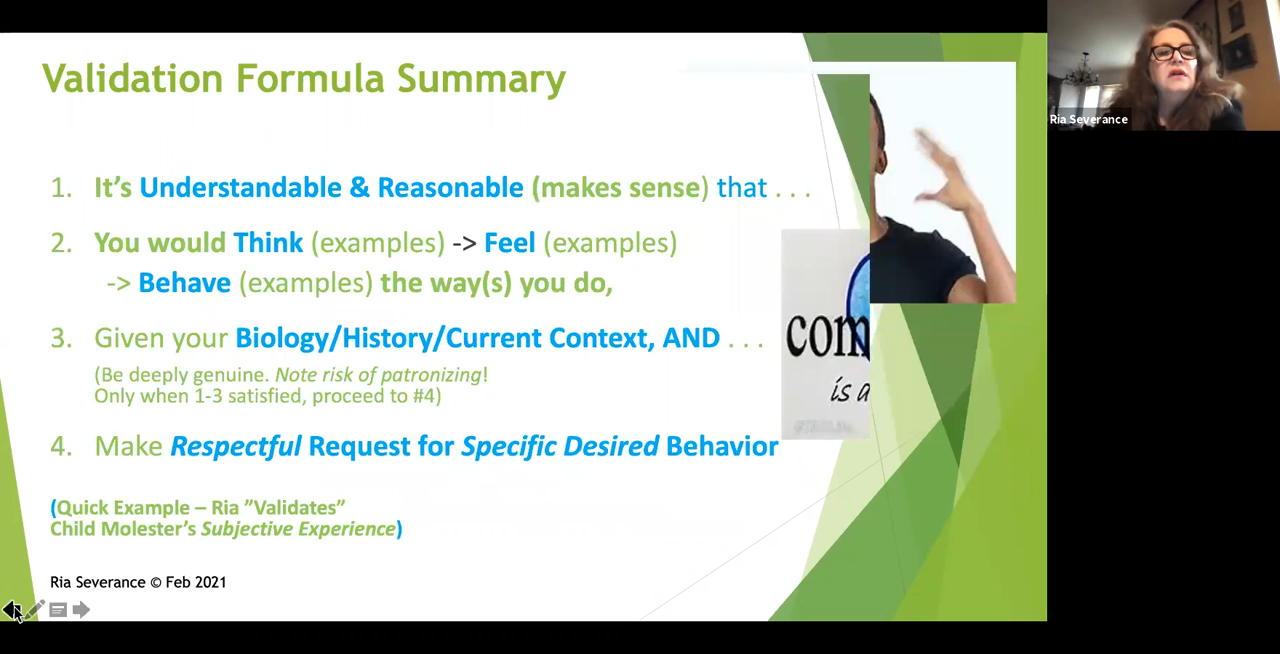 Validation Formula Summary
1. It’s Understandable & Reasonable (makes sense) that . . .
2. You would Think (examples) -> Feel (examples)
-> Behave (examples) the way(s) you do,
3. Given your Biology/History/Current Context, AND . . .
(Be deeply genuine. Note risk of patronizing!
Only when 1-3 satisfied, proceed to #4)
4. Make Respectful Request for Specific Desired Behavior
(Quick Example – Ria ”Validates”
Child Molester’s Subjective Experience)
Ria Severance © Feb 2021
com
is a
Ria Severance